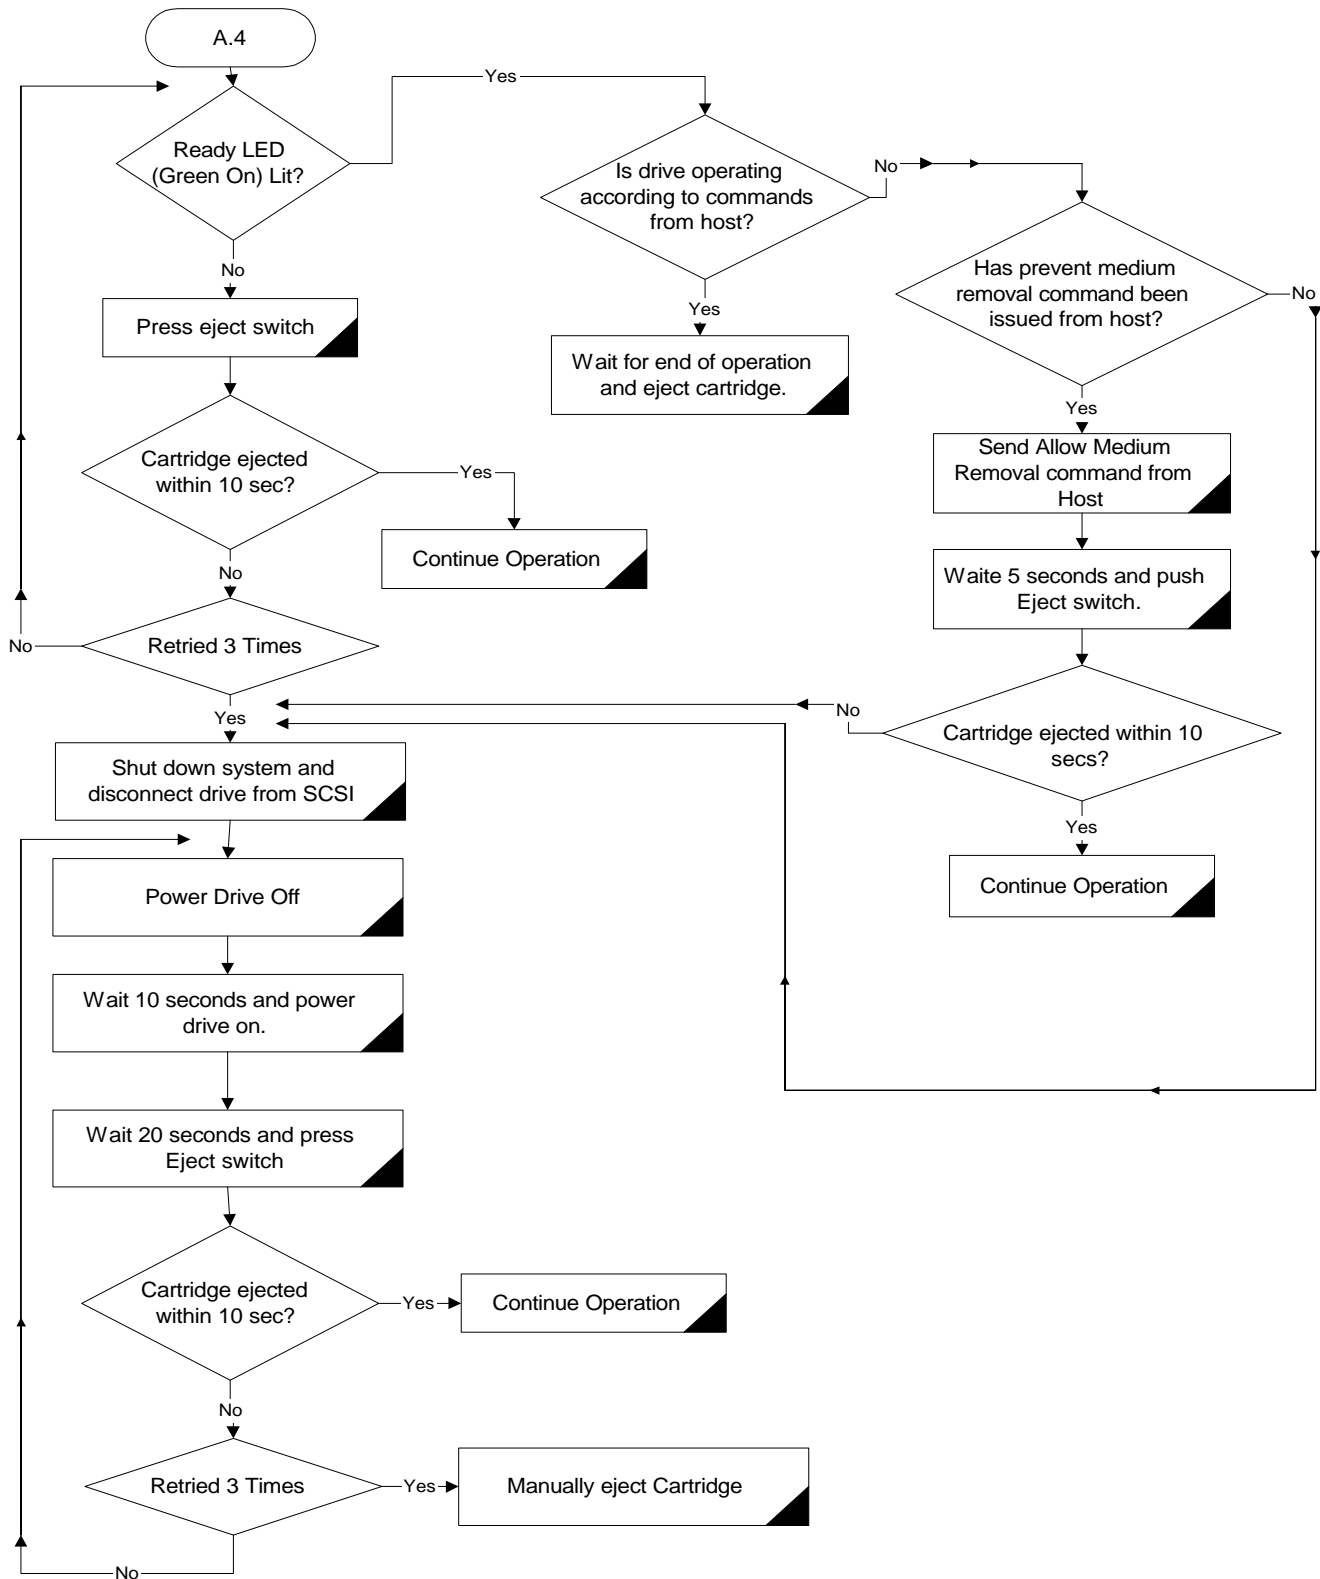 A.4
Yes
Ready LED
(Green On) Lit?
Is drive operating
according to commands
from host?
No
Has prevent medium
removal command been
issued from host?
No
No
Press eject switch
Yes
Wait for end of operation
and eject cartridge.
Yes
Send Allow Medium
Removal command from
Host
Cartridge ejected
within 10 sec?
Yes
Continue Operation
No
Waite 5 seconds and push
Eject switch.
Retried 3 Times
No
Yes
No
Cartridge ejected within 10
secs?
Yes
Continue Operation
Shut down system and
disconnect drive from SCSI
Power Drive Off
Wait 10 seconds and power
drive on.
Wait 20 seconds and press
Eject switch
Cartridge ejected
within 10 sec?
Yes
Continue Operation
No
Retried 3 Times
Yes
Manually eject Cartridge
No